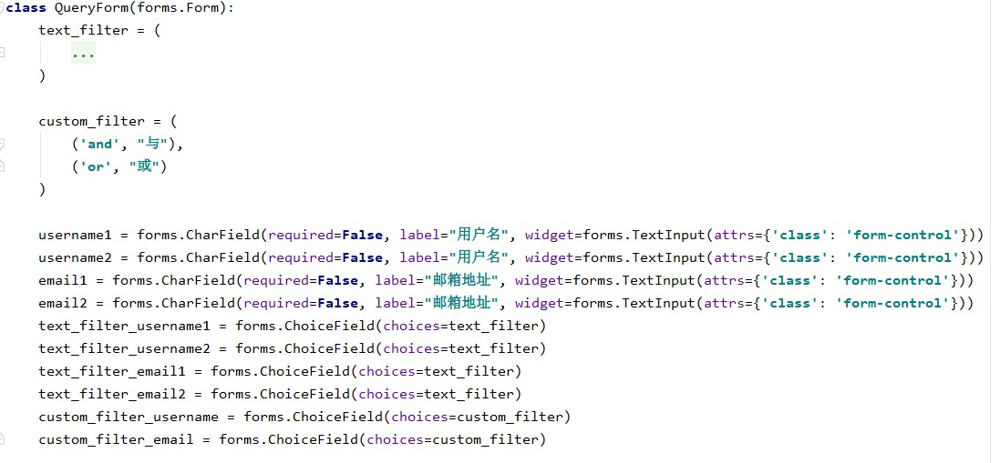 class QueryForm(forms.Form):
    text_filter = (
        ...
    )
    custom_filter = (
        ('and', "与"),
        ('or', "或")
    )
    username1 = forms.CharField(required=False, label="用户名", widget=forms.TextInput(attrs={'class': 'form-control'}))
    username2 = forms.CharField(required=False, label="用户名", widget=forms.TextInput(attrs={'class': 'form-control'}))
    email1 = forms.CharField(required=False, label="邮箱地址", widget=forms.TextInput(attrs={'class': 'form-control'}))
    email2 = forms.CharField(required=False, label="邮箱地址", widget=forms.TextInput(attrs={'class': 'form-control'}))
    text_filter_username1 = forms.ChoiceField(choices=text_filter)
    text_filter_username2 = forms.ChoiceField(choices=text_filter)
    text_filter_email1 = forms.ChoiceField(choices=text_filter)
    text_filter_email2 = forms.ChoiceField(choices=text_filter)
    custom_filter_username = forms.ChoiceField(choices=custom_filter)
    custom_filter_email = forms.ChoiceField(choices=custom_filter)